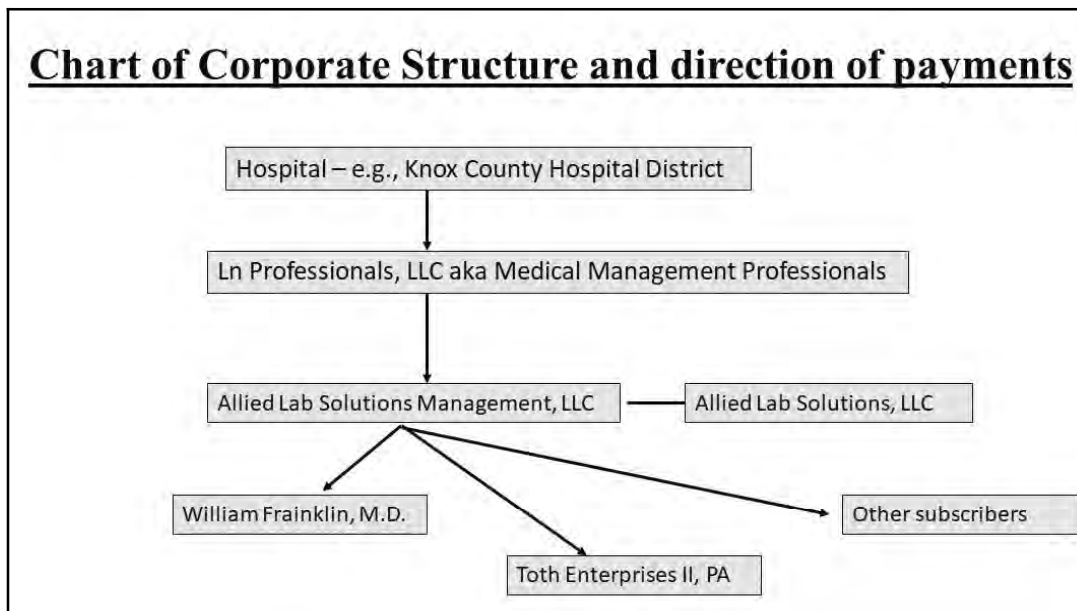 Chart of Corporate Structure and direction of payments
Hospital – e.g., Knox County Hospital District
Ln Professionals, LLC aka Medical Management Professionals
Allied Lab Solutions Management, LLC
Allied Lab Solutions, LLC
William Frainklin, M.D.
Other subscribers
Toth Enterprises II, PA